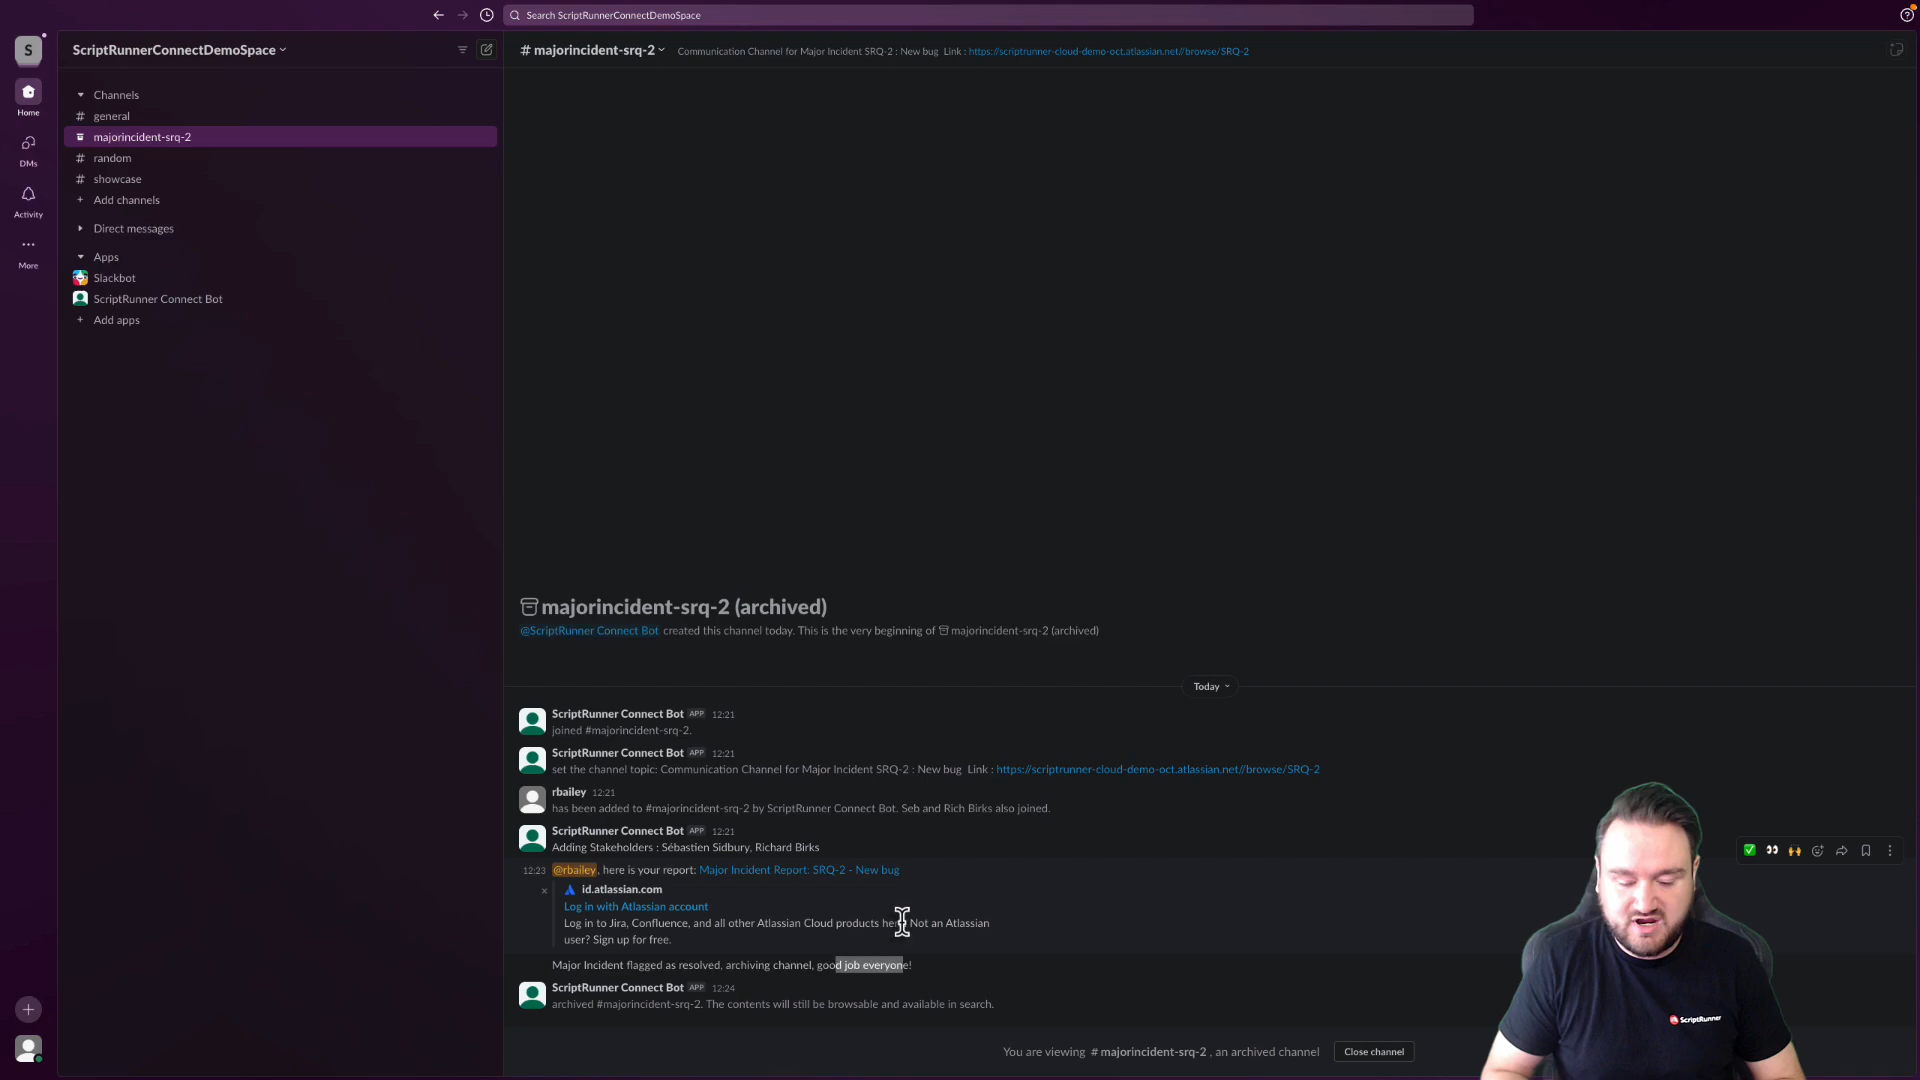 Search ScriptRunnerConnectDemoSpace
S
ScriptRunnerConnectDemoSpace
# majorincident-srq-2
Communication Channel for Major Incident SRQ-2 : New bug Link : https://scriptrunner-cloud-demo-oct.atlassian.net//browse/SRQ-2
Home
DMs
Activity
More
Channels
# general
majorincident-srq-2
# random
# showcase
+ Add channels
Direct messages
Apps
Slackbot
ScriptRunner Connect Bot
+ Add apps
majorincident-srq-2 (archived)
@ScriptRunner Connect Bot created this channel today. This is the very beginning of majorincident-srq-2 (archived)
Today
ScriptRunner Connect Bot APP 12:21
joined #majorincident-srq-2.
ScriptRunner Connect Bot APP 12:21
set the channel topic: Communication Channel for Major Incident SRQ-2 : New bug Link : https://scriptrunner-cloud-demo-oct.atlassian.net//browse/SRQ-2
rbailey 12:21
has been added to #majorincident-srq-2 by ScriptRunner Connect Bot. Seb and Rich Birks also joined.
ScriptRunner Connect Bot APP 12:21
Adding Stakeholders : Sébastien Sidbury, Richard Birks
12:23 @rbailey, here is your report: Major Incident Report: SRQ-2 - New bug
id.atlassian.com
Log in with Atlassian account
Log in to Jira, Confluence, and all other Atlassian Cloud products Not an Atlassian
user? Sign up for free.
Major Incident flagged as resolved, archiving channel, good job everyone!
ScriptRunner Connect Bot APP 12:24
archived #majorincident-srq-2. The contents will still be browsable and available in search.
You are viewing # majorincident-srq-2 , an archived channel
Close channel
ScriptRunner